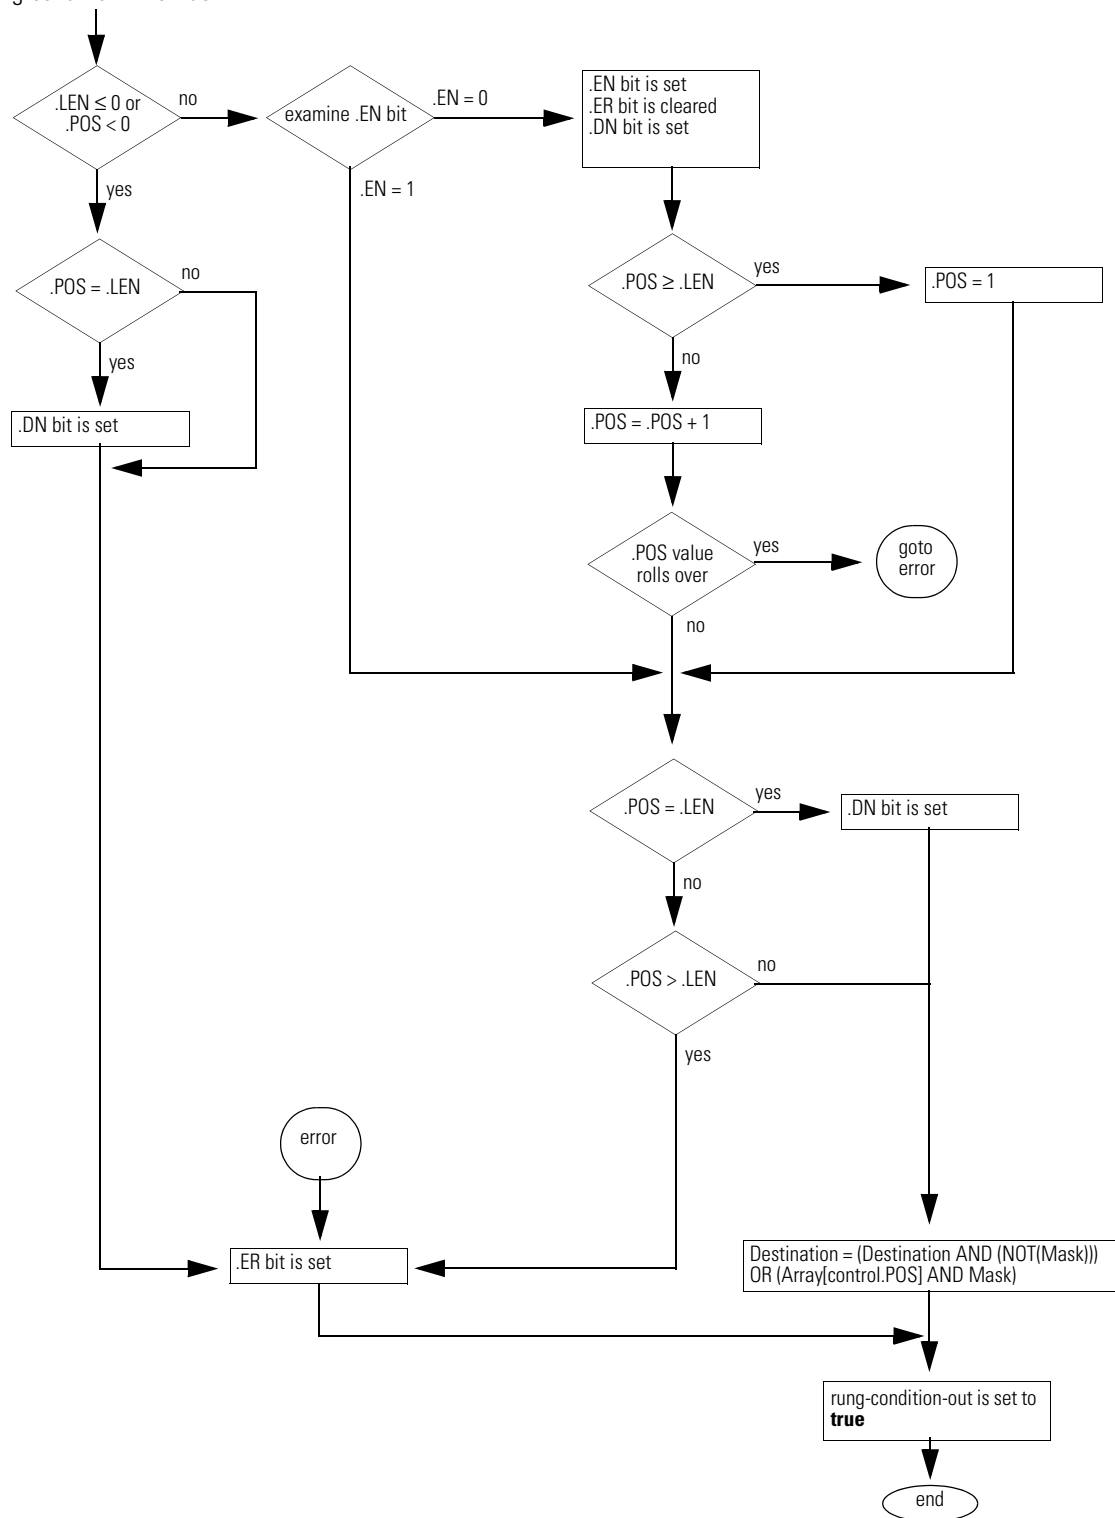 .LEN ≤ 0 or
.POS < 0
no
yes
examine .EN bit
.EN = 0
.EN = 1
.EN bit is set
.ER bit is cleared
.DN bit is set
.POS = .LEN
no
yes
.DN bit is set
.POS ≥ .LEN
yes
no
.POS = 1
.POS = .POS + 1
.POS value
rolls over
yes
no
goto
error
.POS = .LEN
yes
no
.DN bit is set
.POS > .LEN
no
yes
error
.ER bit is set
Destination = (Destination AND (NOT(Mask)))
OR (Array[control.POS] AND Mask)
rung-condition-out is set to
true
end